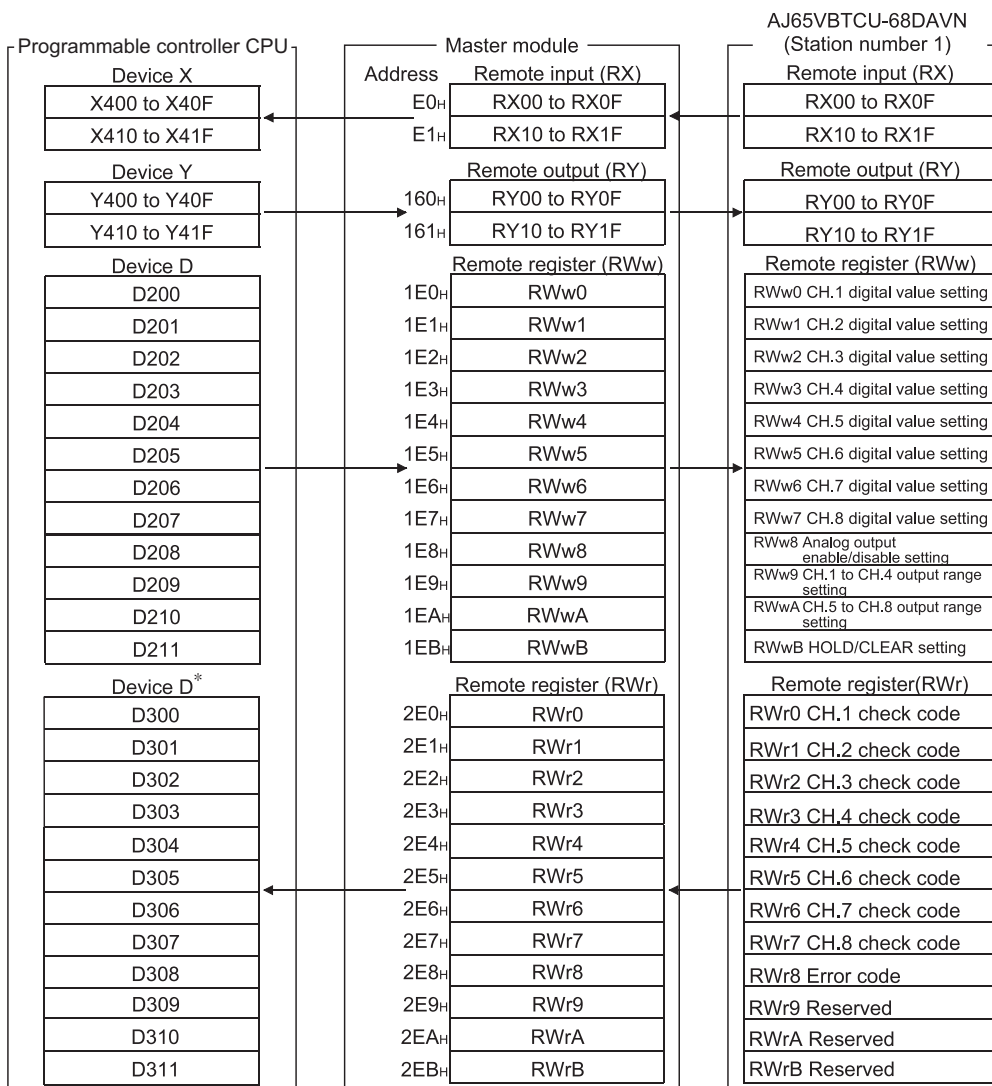 AJ65VBTCU-68DAVN
Programmable controller CPU Master module (Station number 1)
Device X Address Remote input (RX) Remote input (RX)
X400 to X40F E0H RX00 to RX0F RX00 to RX0F
X410 to X41F E1H RX10 to RX1F RX10 to RX1F
Device Y Remote output (RY) Remote output (RY)
Y400 to Y40F 160H RY00 to RY0F RY00 to RY0F
Y410 to Y41F 161H RY10 to RY1F RY10 to RY1F
Device D Remote register (RWw) Remote register (RWw)
D200 1E0H RWw0 RWw0 CH.1 digital value setting
D201 1E1H RWw1 RWw1 CH.2 digital value setting
D202 1E2H RWw2 RWw2 CH.3 digital value setting
D203 1E3H RWw3 RWw3 CH.4 digital value setting
D204 1E4H RWw4 RWw4 CH.5 digital value setting
D205 1E5H RWw5 RWw5 CH.6 digital value setting
D206 1E6H RWw6 RWw6 CH.7 digital value setting
D207 1E7H RWw7 RWw7 CH.8 digital value setting
D208 1E8H RWw8 RWw8 Analog output
enable/disable setting
D209 1E9H RWw9 RWw9 CH.1 to CH.4 output range
setting
D210 1EAH RWwA RWwA CH.5 to CH.8 output range
setting
D211 1EBH RWwB RWwB HOLD/CLEAR setting
Device D* Remote register (RWr) Remote register(RWr)
D300 2E0H RWr0 RWr0 CH.1 check code
D301 2E1H RWr1 RWr1 CH.2 check code
D302 2E2H RWr2 RWr2 CH.3 check code
D303 2E3H RWr3 RWr3 CH.4 check code
D304 2E4H RWr4 RWr4 CH.5 check code
D305 2E5H RWr5 RWr5 CH.6 check code
D306 2E6H RWr6 RWr6 CH.7 check code
D307 2E7H RWr7 RWr7 CH.8 check code
D308 2E8H RWr8 RWr8 Error code
D309 2E9H RWr9 RWr9 Reserved
D310 2EAH RWrA RWrA Reserved
D311 2EBH RWrB RWrB Reserved